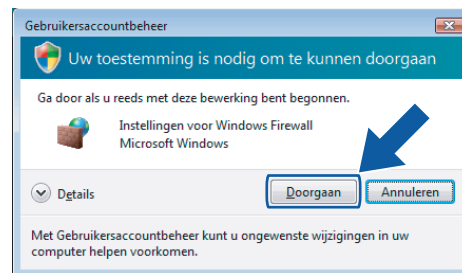 Gebruikersaccountbeheer
Uw toestemming is nodig om te kunnen doorgaan
Ga door als u reeds met deze bewerking bent begonnen.
Instellingen voor Windows Firewall
Microsoft Windows
Details
Doorgaan
Annuleren
Met Gebruikersaccountbeheer kunt u ongewenste wijzigingen in uw
computer helpen voorkomen.